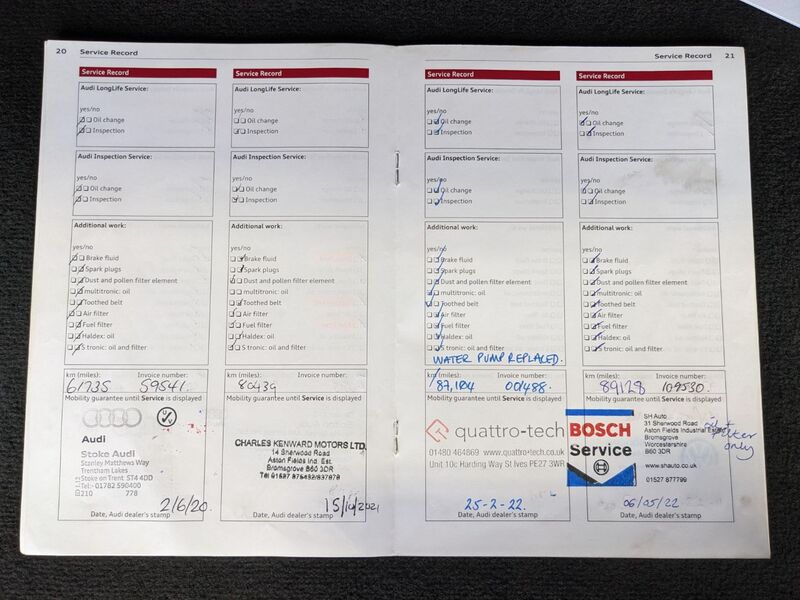 20 Service Record
Service Record
Audi LongLife Service:
yes/no
Oil change
Inspection
Audi Inspection Service:
yes/no
Oil change
Inspection
Additional work:
yes/no
Brake fluid
Spark plugs
Dust and pollen filter element
multitronic: oil
Toothed belt
Air filter
Fuel filter
Haldex: oil
S tronic: oil and filter
km (miles): Invoice number:
61735 59541.
Mobility guarantee until Service is displayed
Audi
Stoke Audi
Stanley Matthews Way
Trentham Lakes
Stoke on Trent ST4 4DD
Tel:- 01782 590400
210 778
2/6/20.
Date, Audi dealer's stamp
Service Record
Audi LongLife Service:
yes/no
Oil change
Inspection
Audi Inspection Service:
yes/no
Oil change
Inspection
Additional work:
yes/no
Brake fluid
Spark plugs
Dust and pollen filter element
multitronic: oil
Toothed belt
Air filter
Fuel filter
Haldex: oil
S tronic: oil and filter
km (miles): Invoice number:
80439
Mobility guarantee until Service is displayed
CHARLES KENWARD MOTORS LTD.
14 Sherwood Road
Aston Fields Ind. Est.
Bromsgrove B60 3DR
Tel 01527 875432/837878
15/10/2021
Date, Audi dealer's stamp
Service Record 21
Service Record
Audi LongLife Service:
yes/no
Oil change
Inspection
Audi Inspection Service:
yes/no
Oil change
Inspection
Additional work:
yes/no
Brake fluid
Spark plugs
Dust and pollen filter element
multitronic: oil
Toothed belt
Air filter
Fuel filter
Haldex: oil
S tronic: oil and filter
WATER PUMP REPLACED.
km (miles): Invoice number:
87,184 001488.
Mobility guarantee until Service is displayed
quattro-tech
01480 464869 www.quattro-tech.co
Unit 10c Harding Way St Ives PE27 3WR
25-2-22.
Date, Audi dealer's stamp
Service Record
Audi LongLife Service:
yes/no
Oil change
Inspection
Audi Inspection Service:
yes/no
Oil change
Inspection
Additional work:
yes/no
Brake fluid
Spark plugs
Dust and pollen filter element
multitronic: oil
Toothed belt
Air filter
Fuel filter
Haldex: oil
S tronic: oil and filter
km (miles): Invoice number:
89128 109530.
Mobility guarantee until Service is displayed
BOSCH
Service
SH Auto
31 Sherwood Road
Aston Fields Industrial
Bromsgrove
Worcestershire
B60 3DR
www.shauto.co.uk
01527 877799
filter
only
06/05/22
Date, Audi dealer's stamp